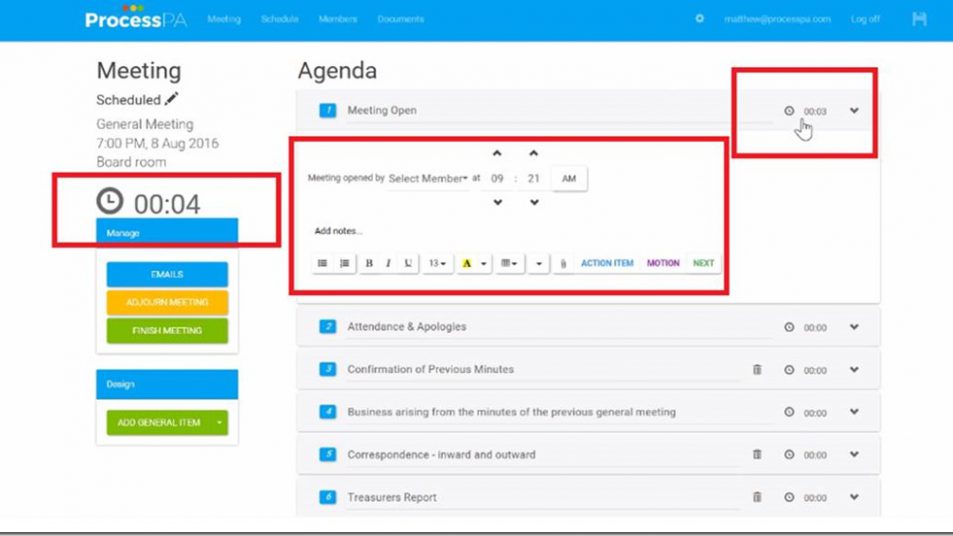 ProcessPA Meeting Schedule Members Documents matthew@processpa.com Log off
Meeting
Scheduled
General Meeting
7:00 PM, 8 Aug 2016
Board room
00:04
Manage
EMAILS
ADJOURN MEETING
FINISH MEETING
Design
ADD GENERAL ITEM
Agenda
1 Meeting Open 00:03
Meeting opened by Select Member at 09 : 21 AM
Add notes...
B I U 13 A ACTION ITEM MOTION NEXT
2 Attendance & Apologies 00:00
3 Confirmation of Previous Minutes 00:00
4 Business arising from the minutes of the previous general meeting 00:00
5 Correspondence - inward and outward 00:00
6 Treasurers Report 00:00